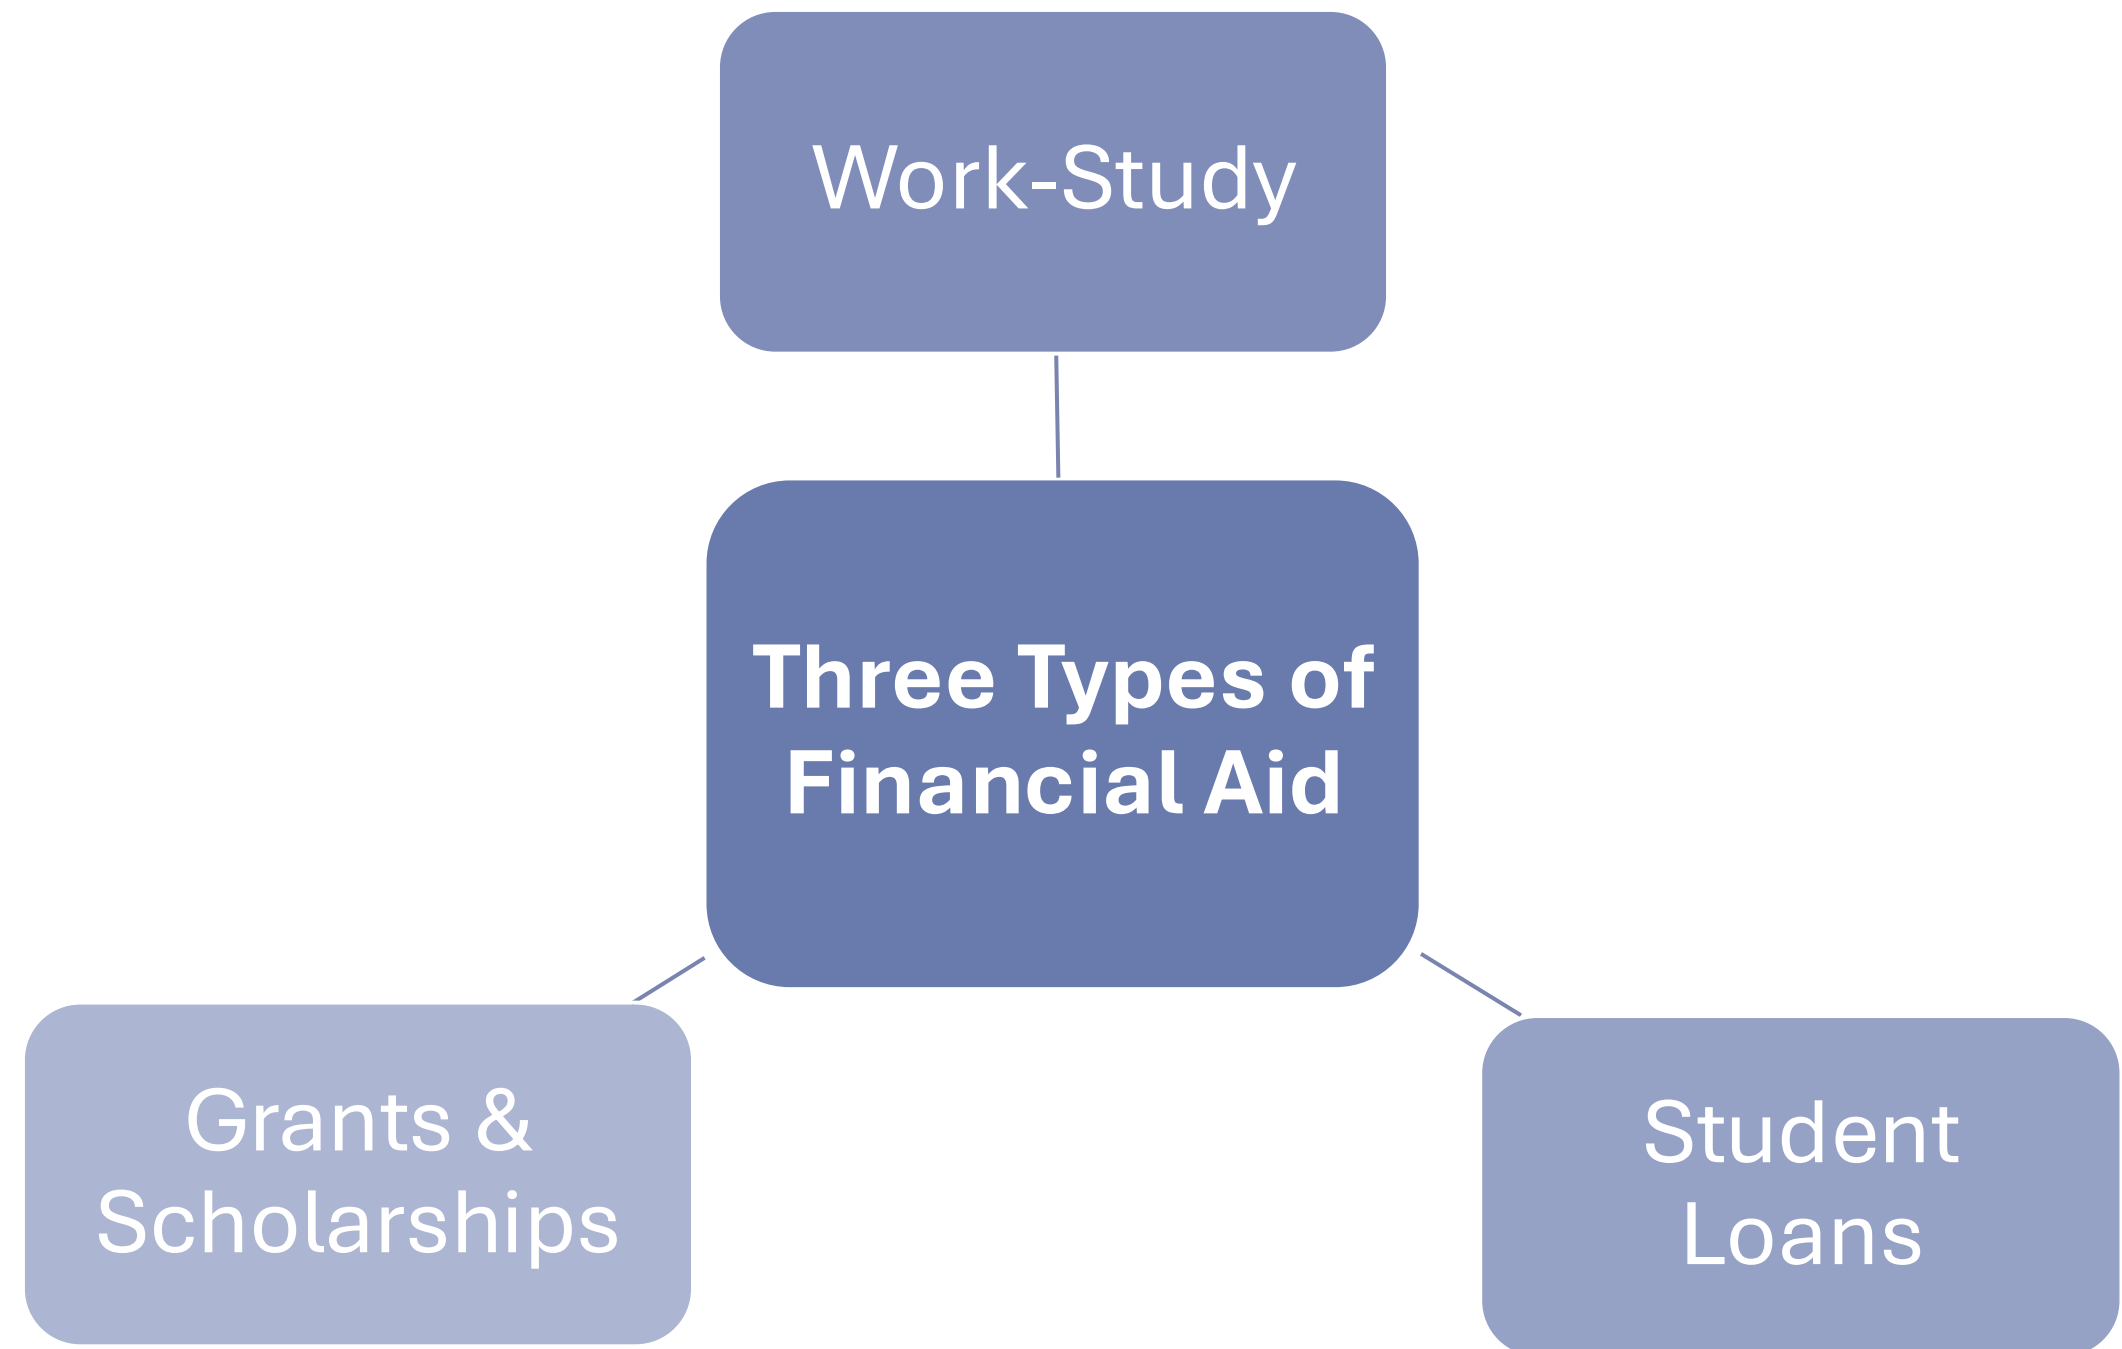 Work-Study
Three Types of
Financial Aid
Grants &
Scholarships
Student
Loans